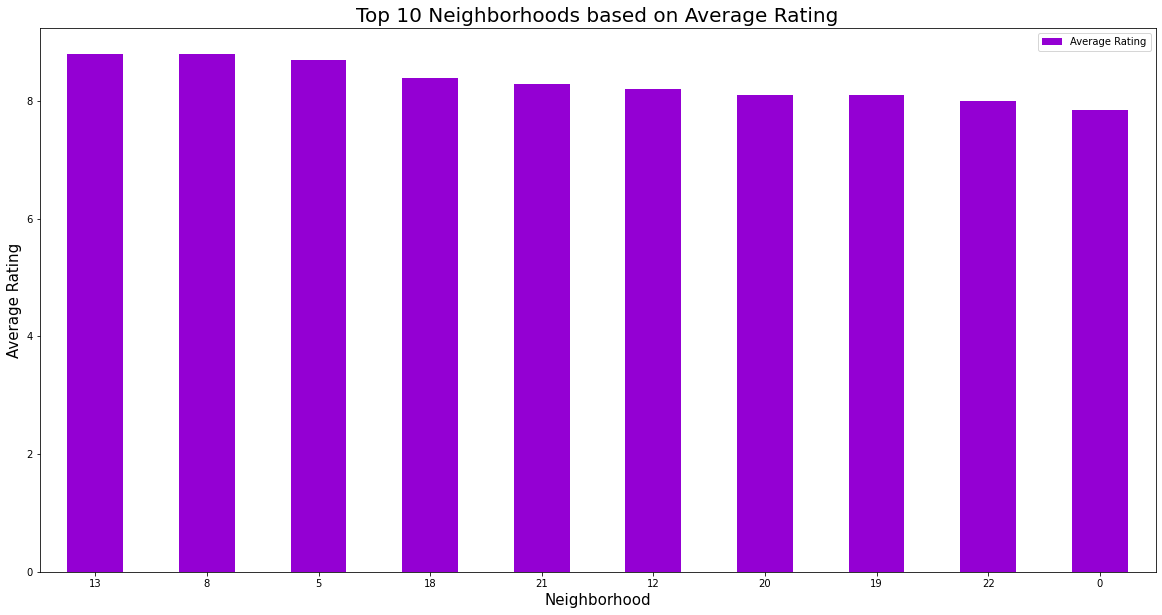 Top 10 Neighborhoods based on Average Rating
Average Rating
Average Rating
8
6
4
2
0
13 8 5 18 21 12 20 19 22 0
Neighborhood